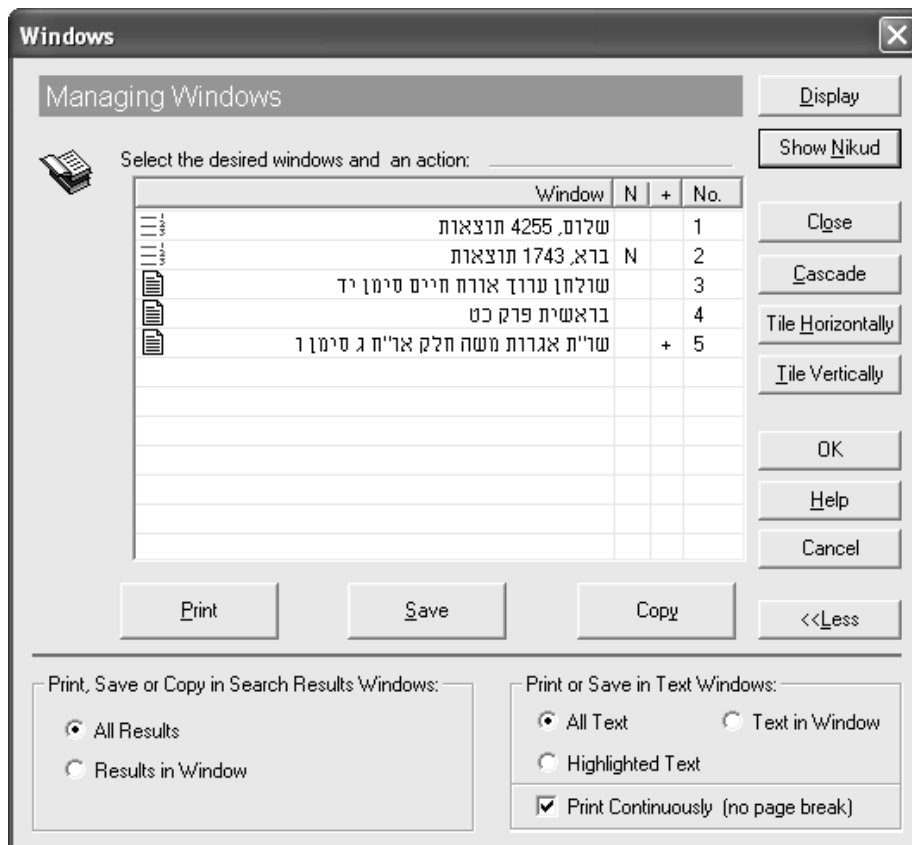 Windows
Managing Windows
Display
Show Nikud
Select the desired windows and an action:
Window N + No.
שלום, 4255 תוצאות 1
ברא, 1743 תוצאות N 2
שולחן ערוך אורח חיים סימן יד 3
בראשית פרק כט 4
שו"ת אגרות משה חלק או"ח ג סימן ו + 5
Close
Cascade
Tile Horizontally
Tile Vertically
OK
Help
Cancel
Print Save Copy <<Less
Print, Save or Copy in Search Results Windows:
All Results
Results in Window
Print or Save in Text Windows:
All Text Text in Window
Highlighted Text
Print Continuously (no page break)